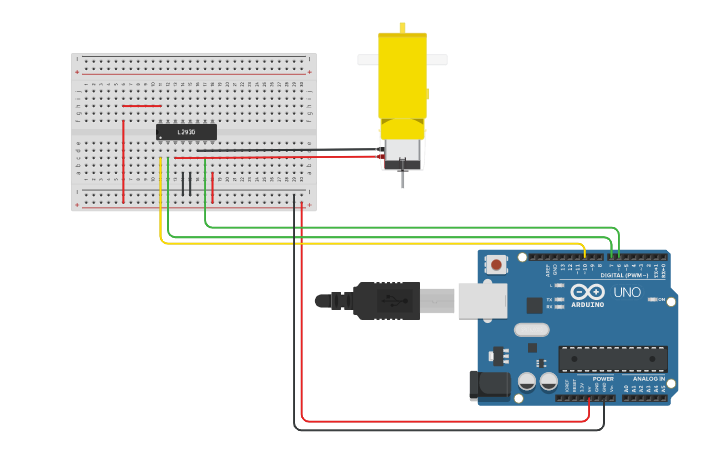 L293D
AREF
GND
13
12
~11
~10
~9
8
7
~6
~5
4
~3
2
TX→1
RX←0
DIGITAL (PWM~)
L
TX
RX
UNO
ON
ARDUINO
POWER
ANALOG IN
IOREF
RESET
3.3V
5V
GND
GND
Vin
A0
A1
A2
A3
A4
A5